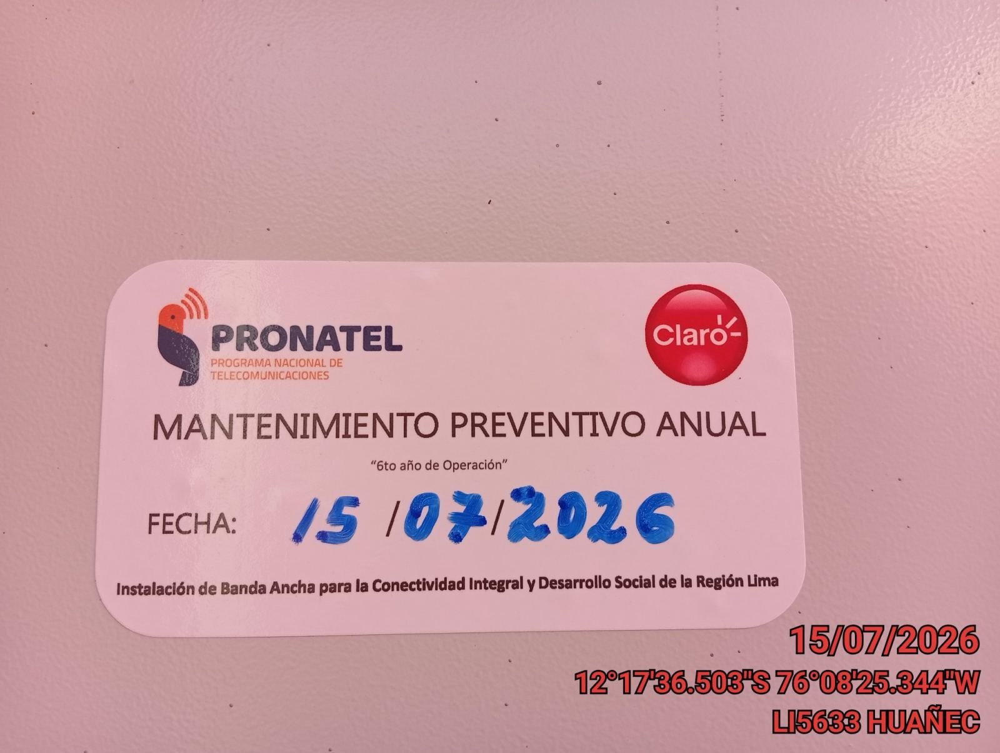 PRONATEL
PROGRAMA NACIONAL DE
TELECOMUNICACIONES
Claro
MANTENIMIENTO PREVENTIVO ANUAL
“6to año de Operación”
FECHA: 15/07/2026
Instalación de Banda Ancha para la Conectividad Integral y Desarrollo Social de la Región Lima
15/07/2026
12°17'36.503"S 76°08'25.344"W
LI5633 HUAÑEC